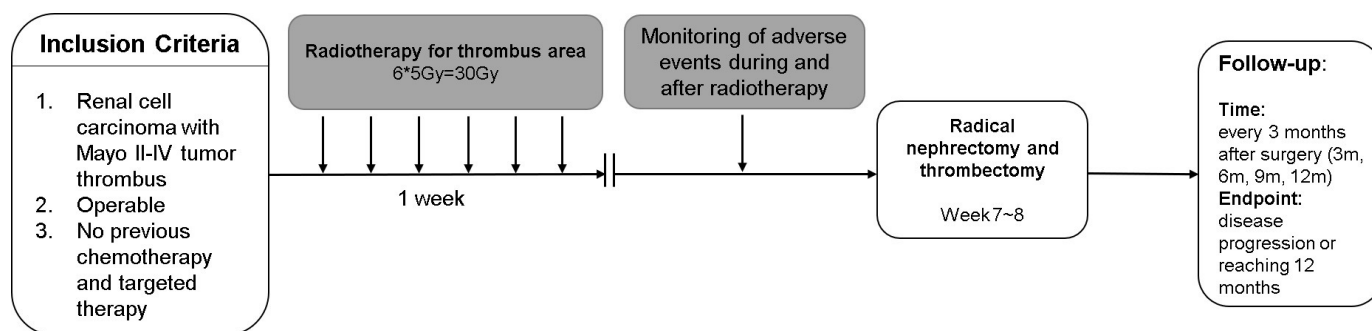 Inclusion Criteria
1. Renal cell
carcinoma with
Mayo II-IV tumor
thrombus
2. Operable
3. No previous
chemotherapy
and targeted
therapy
Radiotherapy for thrombus area
6*5Gy=30Gy
1 week
Monitoring of adverse
events during and
after radiotherapy
Radical
nephrectomy and
thrombectomy
Week 7~8
Follow-up:
Time:
every 3 months
after surgery (3m,
6m, 9m, 12m)
Endpoint:
disease
progression or
reaching 12
months